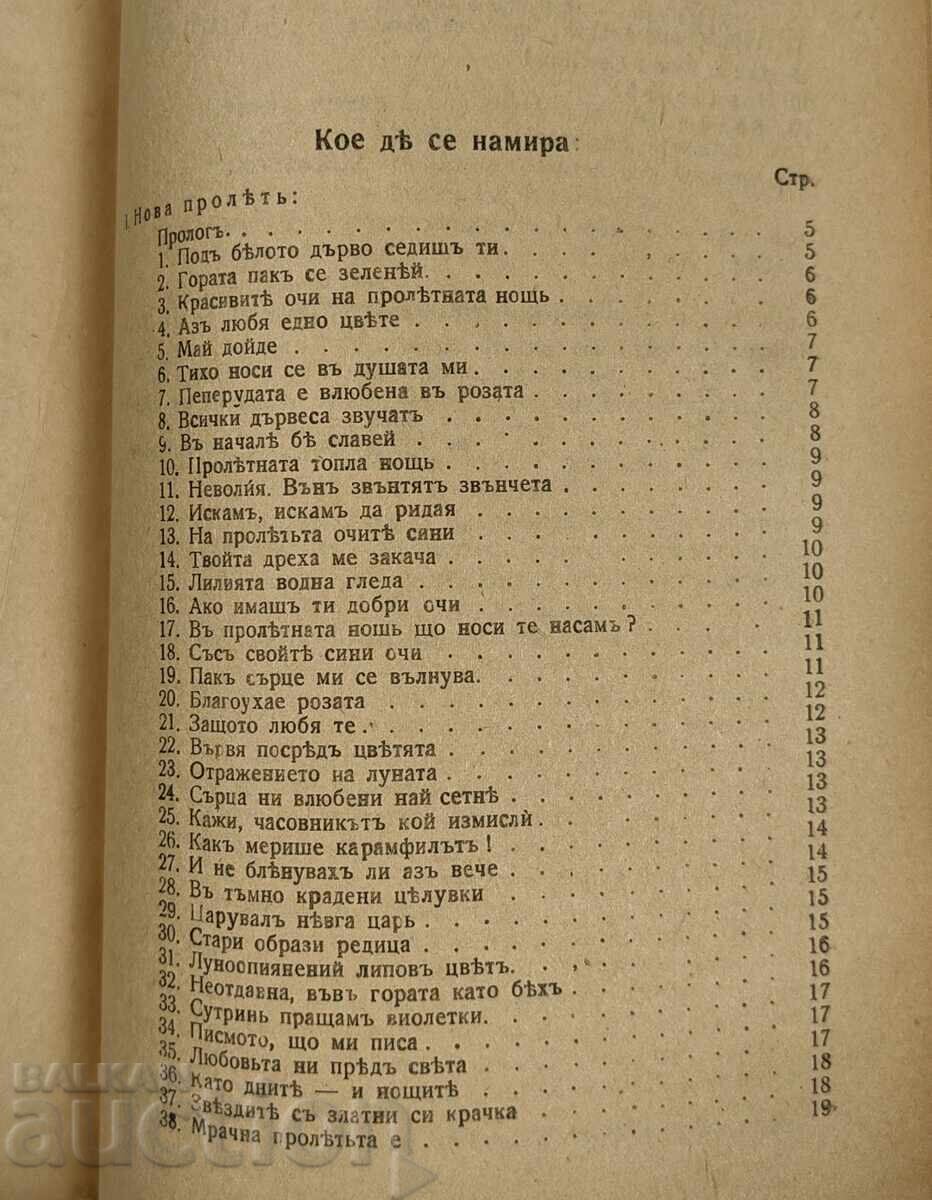 Кое дѣ се намира:
Стр.
Нова пролѣть:
Прологъ. 5
1. Подъ бѣлото дърво седишъ ти 5
2. Гората пакъ се зеленѣй. 6
3. Красивитѣ очи на пролѣтната нощь 6
4. Азъ любя едно цвѣте 6
5. Май дойде 7
6. Тихо носи се въ душата ми 7
7. Пеперудата е влюбена въ розата 7
8. Всички дървеса звучатъ 8
9. Въ началѣ бѣ славей 8
10. Пролѣтната топла нощь 9
11. Неволия. Вънъ звънтятъ звънчета 9
12. Искамъ, искамъ да ридая 9
13. На пролѣтьта очитѣ сини 9
14. Твойта дреха ме закача 10
15. Лилията водна гледа 10
16. Ако имашъ ти добри очи 10
17. Въ пролѣтната нощь що носи те насамъ? 11
18. Съсъ свойтѣ сини очи 11
19. Пакъ сърце ми се вълнува. 11
20. Благоухае розата 12
21. Защото любя те 12
22. Вървя посрѣдъ цвѣтята 13
23. Отражението на луната 13
24. Сърца ни влюбени най сетнѣ 13
25. Кажи, часовникътъ кой измисли 13
26. Какъ мерише карамфилътъ! 14
27. И не блѣнувахъ ли азъ вече 14
28. Въ тъмно крадени цѣлувки 15
29. Царувалъ нѣвга царь 15
30. Стари образи редица 15
31. Луноопиянений липовъ цвѣтъ. 16
32. Неотдавна, въвъ гората като бѣхъ 16
33. Сутринь пращамъ виолетки. 17
34. Писмото, що ми писа 17
35. Любовьта ни прѣдъ свѣта 17
36. Като днитѣ — и нощитѣ 18
37. Звѣздитѣ съ златни си крачка 18
38. Мрачна пролѣтьта е 19
BALKAN
auction